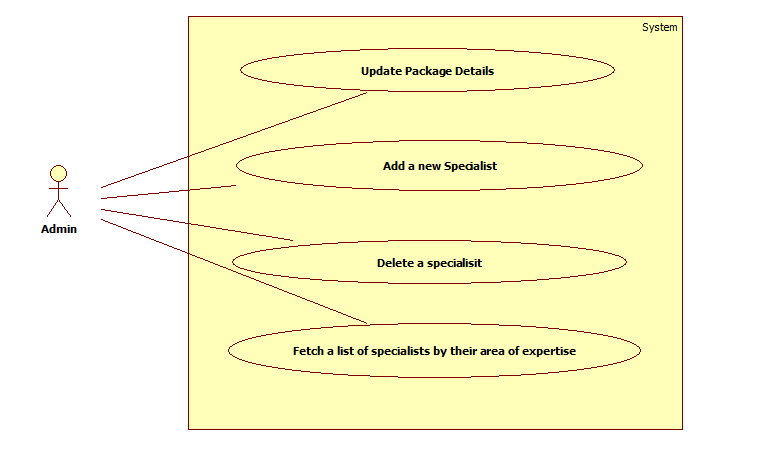 System
Update Package Details
Add a new Specialist
Admin
Delete a specialisit
Fetch a list of specialists by their area of expertise